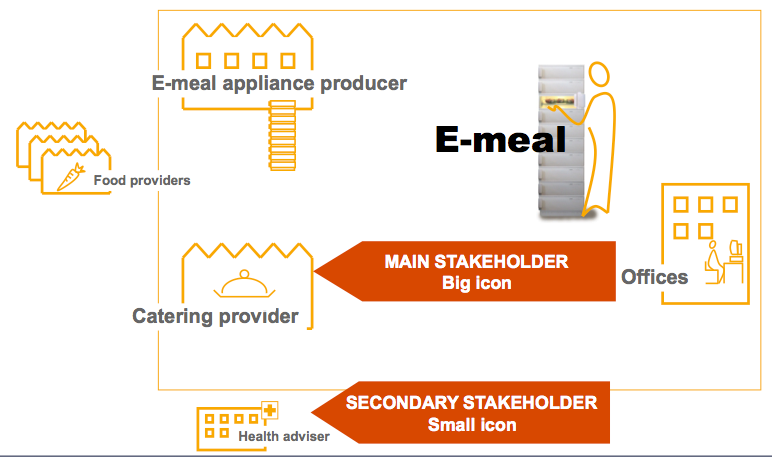 E-meal appliance producer
E-meal
Food providers
MAIN STAKEHOLDER
Big icon
Offices
Catering provider
SECONDARY STAKEHOLDER
Small icon
Health adviser